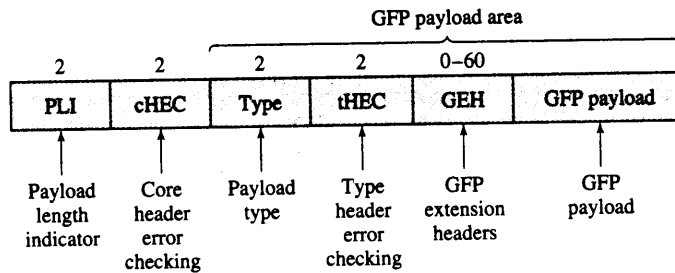 GFP payload area
2 2 2 2 0–60
PLI cHEC Type tHEC GEH GFP payload
Payload length indicator
Core header error checking
Payload type
Type header error checking
GFP extension headers
GFP payload